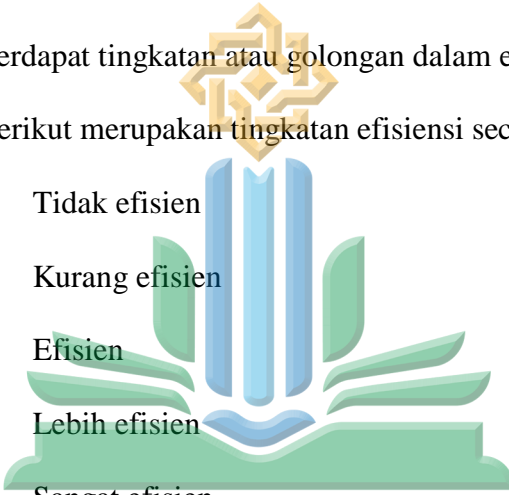 erdapat tingkatan atau golongan dalam e
erikut merupakan tingkatan efisiensi sec
Tidak efisien
Kurang efisien
Efisien
Lebih efisien
Sangat efisien